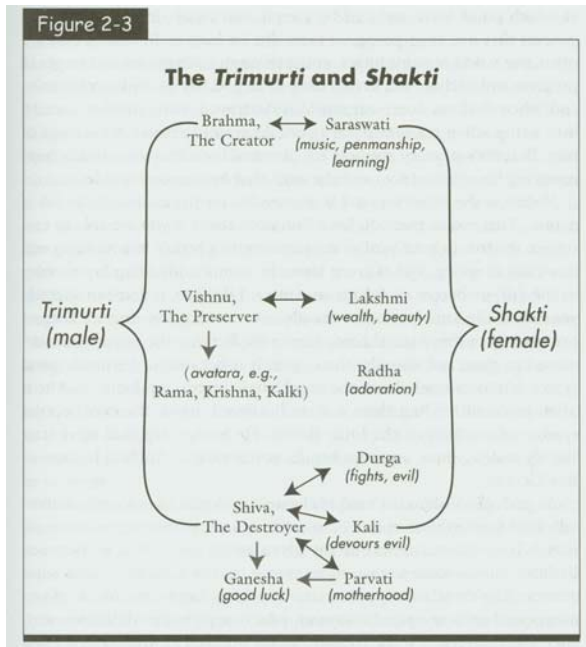 Figure 2-3
The Trimurti and Shakti
Brahma,
The Creator
Saraswati
(music, penmanship,
learning)
Trimurti
(male)
Vishnu,
The Preserver
Lakshmi
(wealth, beauty)
Shakti
(female)
(avatara, e.g.,
Rama, Krishna, Kalki)
Radha
(adoration)
Durga
(fights, evil)
Shiva,
The Destroyer
Kali
(devours evil)
Ganesha
(good luck)
Parvati
(motherhood)